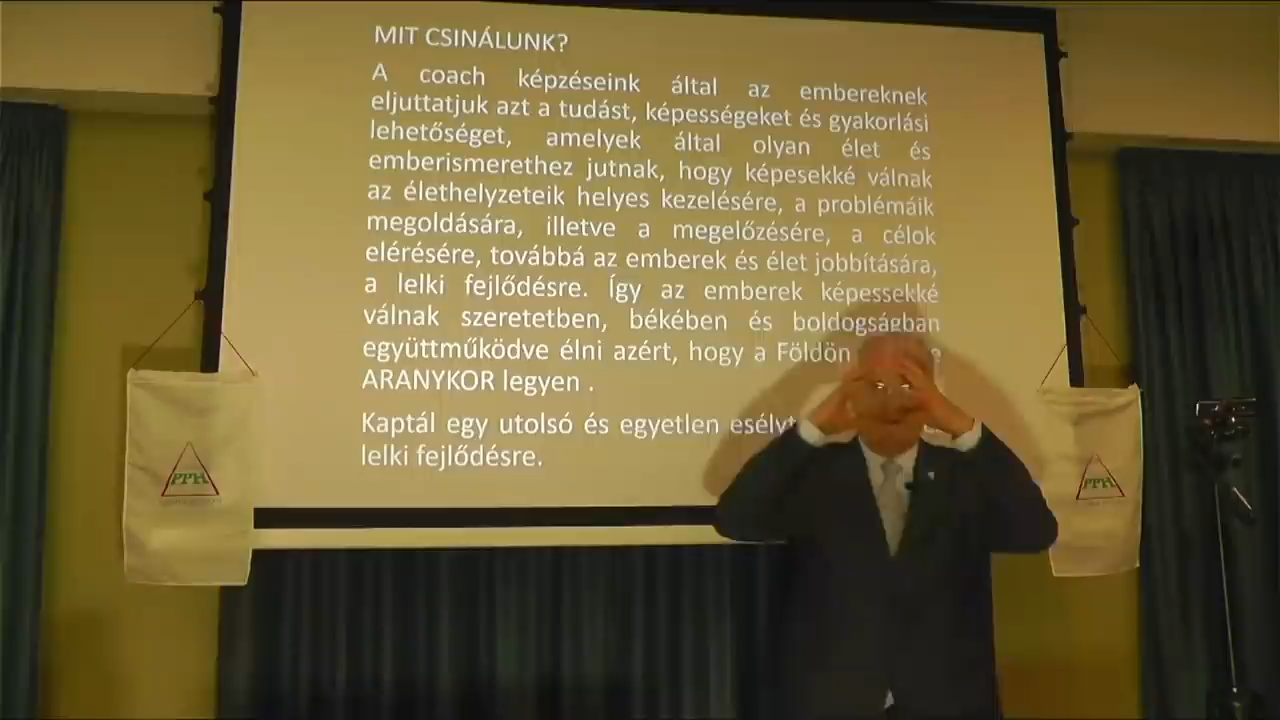 MIT CSINÁLUNK?
A coach képzéseink által az embereknek
eljuttatjuk azt a tudást, képességeket és gyakorlási
lehetőséget, amelyek által olyan élet és
emberismerethez jutnak, hogy képesekké válnak
az élethelyzeteik helyes kezelésére, a problémáik
megoldására, illetve a megelőzésére, a célok
elérésére, továbbá az emberek és élet jobbítására,
a lelki fejlődésre. Így az emberek képessekké
válnak szeretetben, békében és boldogságban
együttműködve élni azért, hogy a Földön
ARANYKOR legyen .
Kaptál egy utolsó és egyetlen
lelki fejlődésre.
PPH
PPH